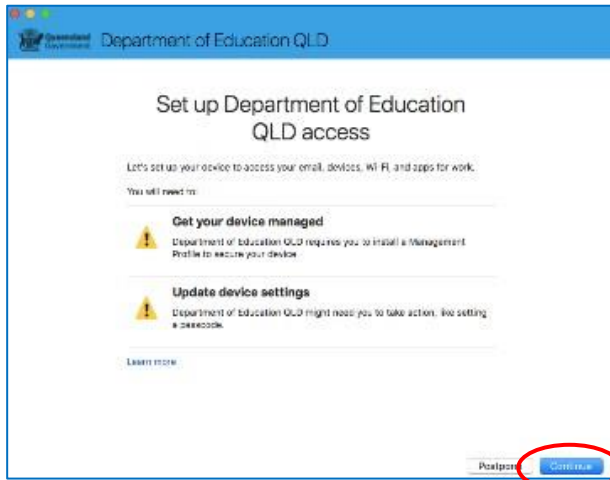 Queensland
Government
Department of Education QLD
Set up Department of Education
QLD access
Let's set up your device to access your email, devices, Wi-Fi, and apps for work.
You will need to:
Get your device managed
Department of Education QLD requires you to install a Management
Profile to secure your device
Update device settings
Department of Education QLD might need you to take action, like setting
a passcode.
Learn more
Postpone
Continue